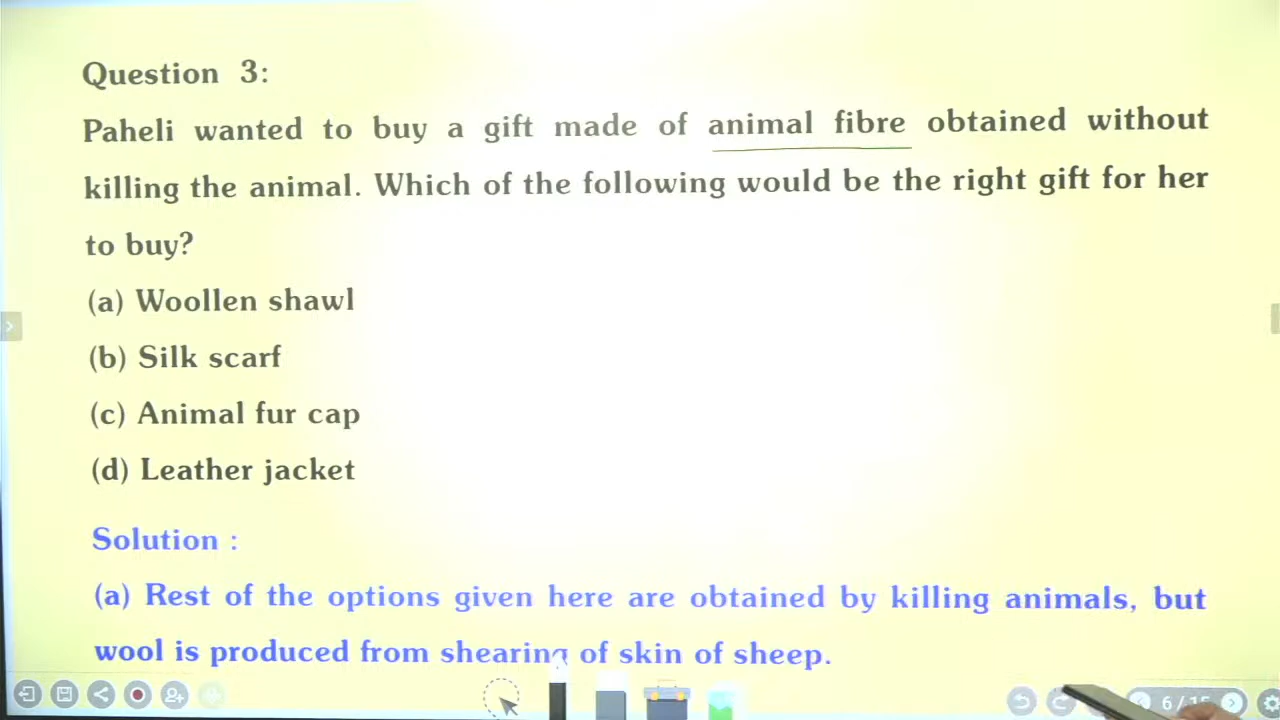 Question 3:
Paheli wanted to buy a gift made of animal fibre obtained without
killing the animal. Which of the following would be the right gift for her
to buy?
(a) Woollen shawl
(b) Silk scarf
(c) Animal fur cap
(d) Leather jacket
Solution :
(a) Rest of the options given here are obtained by killing animals, but
wool is produced from shearing of skin of sheep.
6/15